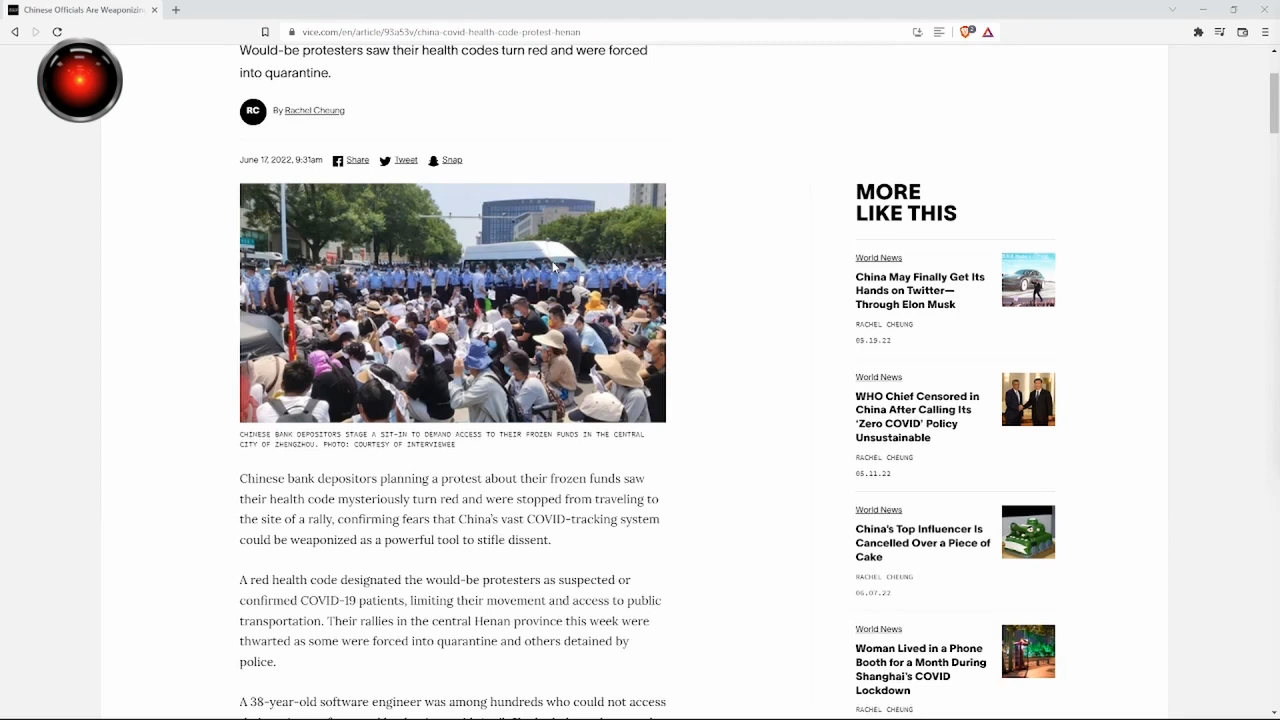 Chinese Officials Are Weaponizin
vice.com/en/article/93a53v/china-covid-health-code-protest-henan
Would-be protesters saw their health codes turn red and were forced
into quarantine.
RC
By Rachel Cheung
June 17, 2022, 9:31am Share Tweet Snap
CHINESE BANK DEPOSITORS STAGE A SIT-IN TO DEMAND ACCESS TO THEIR FROZEN FUNDS IN THE CENTRAL
CITY OF ZHENGZHOU. PHOTO: COURTESY OF INTERVIEWEE
Chinese bank depositors planning a protest about their frozen funds saw
their health code mysteriously turn red and were stopped from traveling to
the site of a rally, confirming fears that China's vast COVID-tracking system
could be weaponized as a powerful tool to stifle dissent.
A red health code designated the would-be protesters as suspected or
confirmed COVID-19 patients, limiting their movement and access to public
transportation. Their rallies in the central Henan province this week were
thwarted as some were forced into quarantine and others detained by
police.
A 38-year-old software engineer was among hundreds who could not access
MORE
LIKE THIS
World News
China May Finally Get Its
Hands on Twitter—
Through Elon Musk
RACHEL CHEUNG
05.19.22
World News
WHO Chief Censored in
China After Calling Its
‘Zero COVID’ Policy
Unsustainable
RACHEL CHEUNG
05.11.22
World News
China's Top Influencer Is
Cancelled Over a Piece of
Cake
RACHEL CHEUNG
06.07.22
World News
Woman Lived in a Phone
Booth for a Month During
Shanghai's COVID
Lockdown
RACHEL CHEUNG